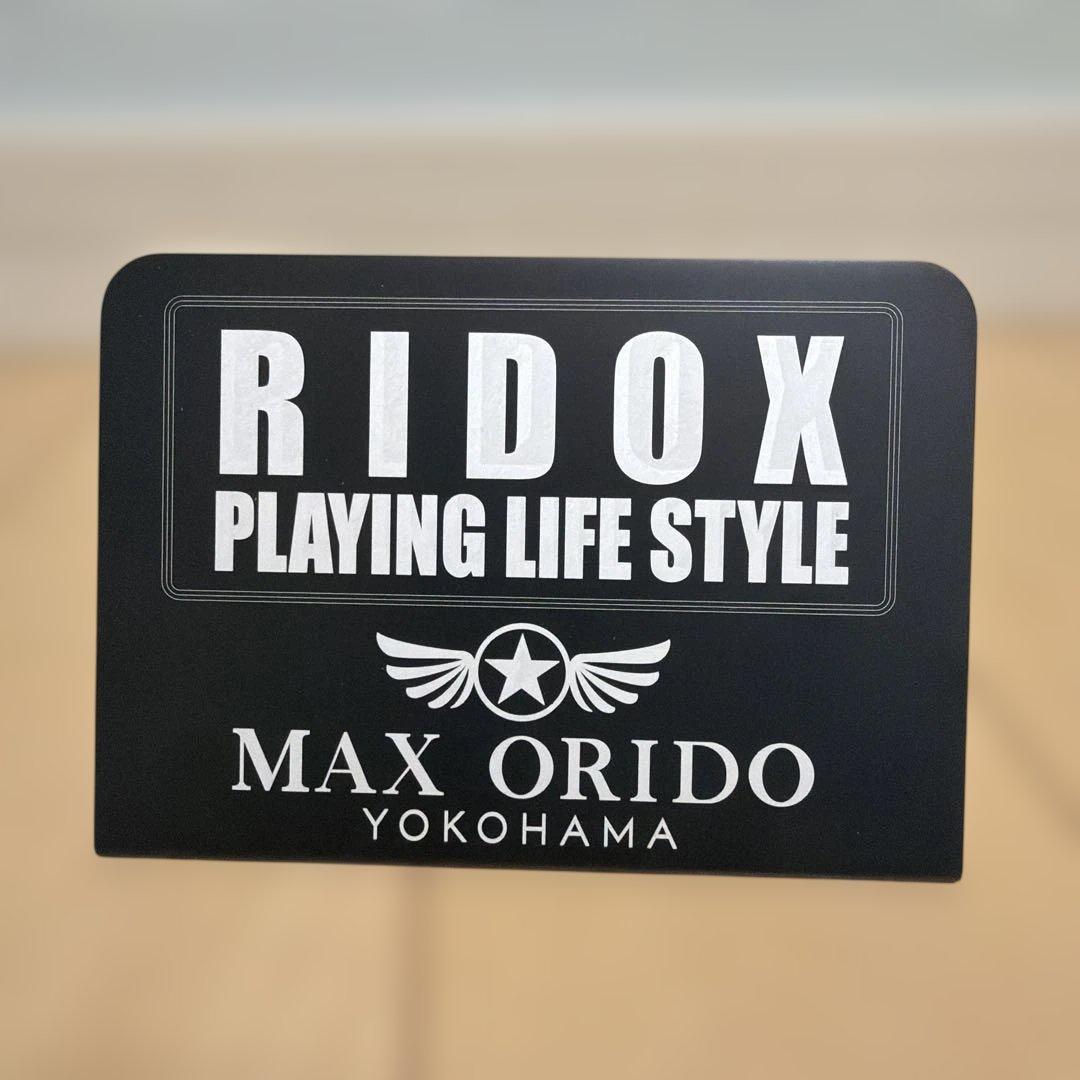 RIDOX
PLAYING LIFE STYLE
MAX ORIDO
YOKOHAMA